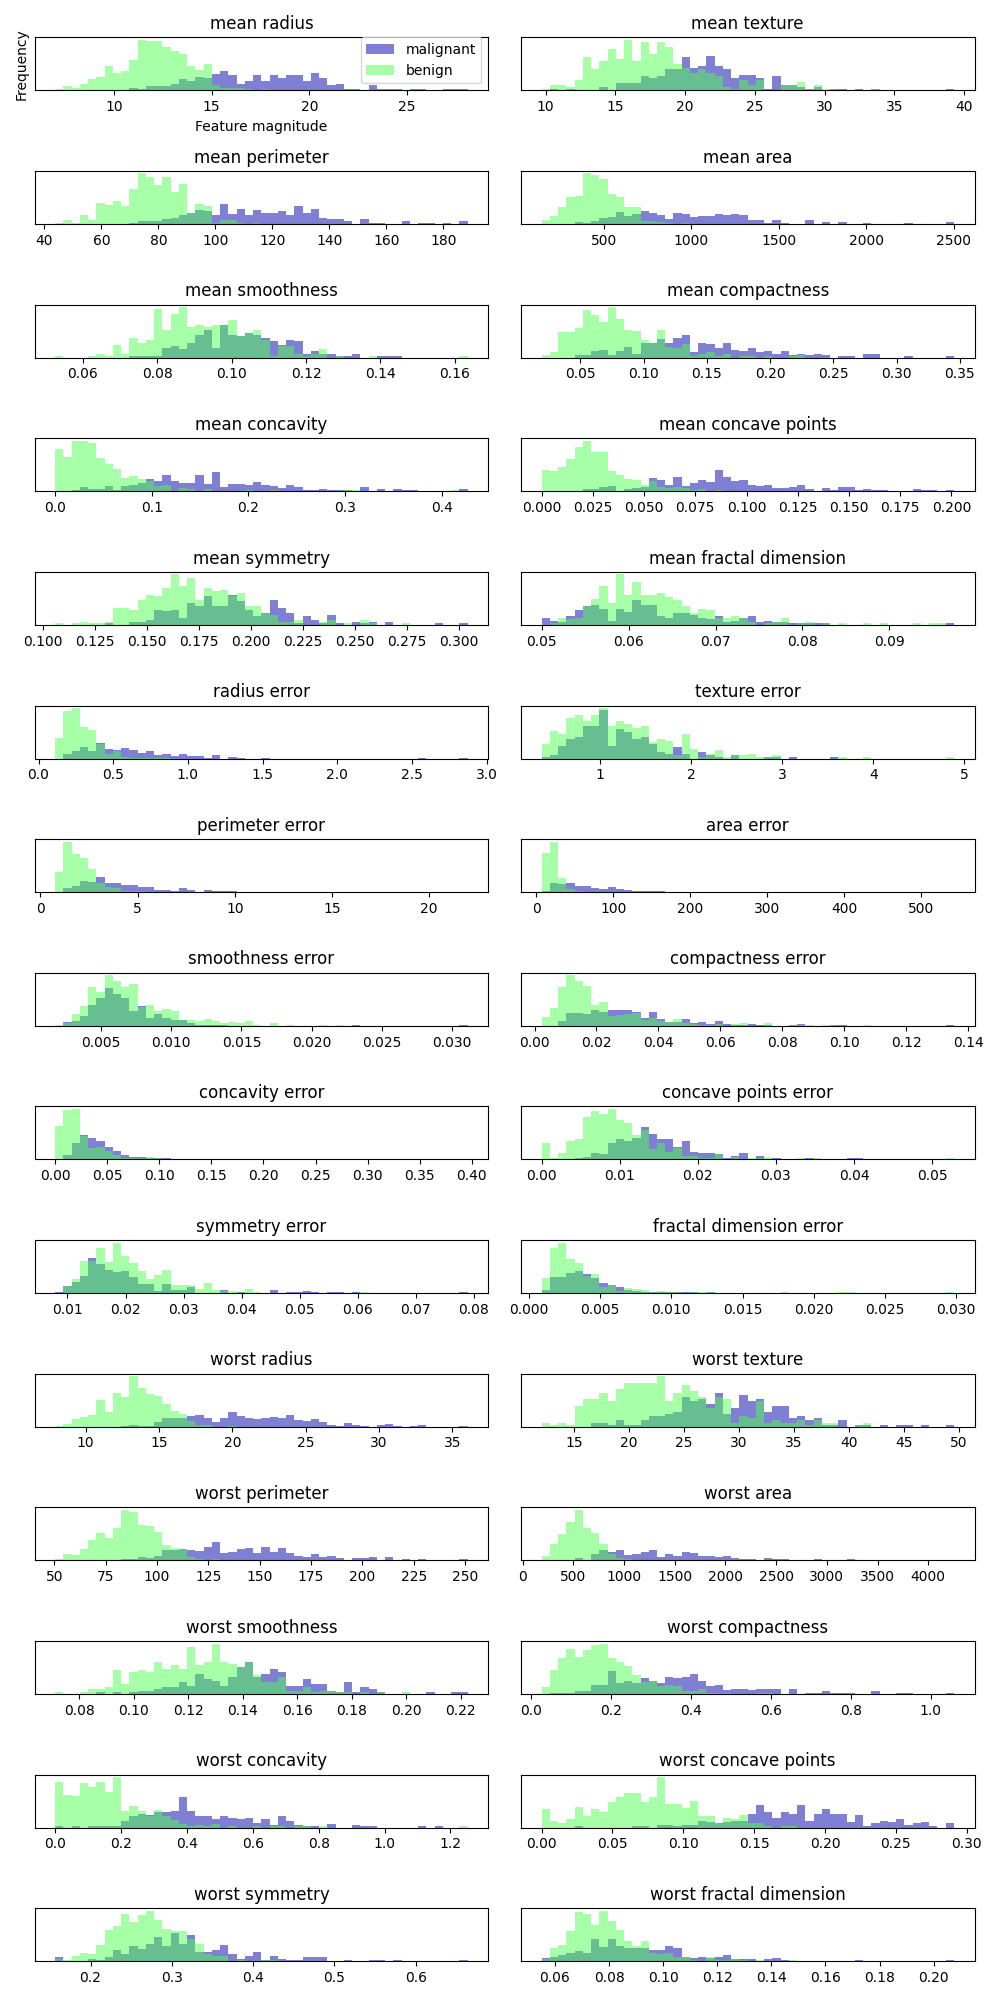 mean radius
mean texture
Frequency
malignant
benign
10 15 20 25
10 15 20 25 30 35 40
Feature magnitude
mean perimeter
mean area
40 60 80 100 120 140 160 180
500 1000 1500 2000 2500
mean smoothness
mean compactness
0.06 0.08 0.10 0.12 0.14 0.16
0.05 0.10 0.15 0.20 0.25 0.30 0.35
mean concavity
mean concave points
0.0 0.1 0.2 0.3 0.4
0.000 0.025 0.050 0.075 0.100 0.125 0.150 0.175 0.200
mean symmetry
mean fractal dimension
0.100 0.125 0.150 0.175 0.200 0.225 0.250 0.275 0.300
0.05 0.06 0.07 0.08 0.09
radius error
texture error
0.0 0.5 1.0 1.5 2.0 2.5 3.0
1 2 3 4 5
perimeter error
area error
0 5 10 15 20
0 100 200 300 400 500
smoothness error
compactness error
0.005 0.010 0.015 0.020 0.025 0.030
0.00 0.02 0.04 0.06 0.08 0.10 0.12 0.14
concavity error
concave points error
0.00 0.05 0.10 0.15 0.20 0.25 0.30 0.35 0.40
0.00 0.01 0.02 0.03 0.04 0.05
symmetry error
fractal dimension error
0.01 0.02 0.03 0.04 0.05 0.06 0.07 0.08
0.000 0.005 0.010 0.015 0.020 0.025 0.030
worst radius
worst texture
10 15 20 25 30 35
15 20 25 30 35 40 45 50
worst perimeter
worst area
50 75 100 125 150 175 200 225 250
0 500 1000 1500 2000 2500 3000 3500 4000
worst smoothness
worst compactness
0.08 0.10 0.12 0.14 0.16 0.18 0.20 0.22
0.0 0.2 0.4 0.6 0.8 1.0
worst concavity
worst concave points
0.0 0.2 0.4 0.6 0.8 1.0 1.2
0.00 0.05 0.10 0.15 0.20 0.25 0.30
worst symmetry
worst fractal dimension
0.2 0.3 0.4 0.5 0.6
0.06 0.08 0.10 0.12 0.14 0.16 0.18 0.20